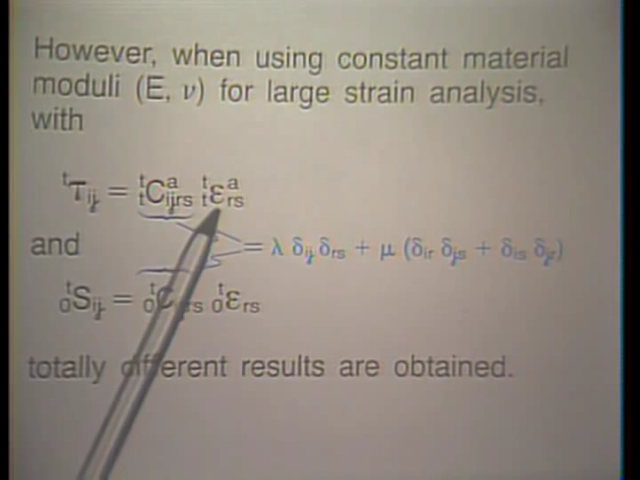 However, when using constant material
moduli (E, ν) for large strain analysis,
with
ᵗτᵢⱼ = ᵗₜCᵃᵢⱼᵣₛ ᵗₜεᵃᵣₛ
and
= λ δᵢⱼ δᵣₛ + μ (δᵢᵣ δⱼₛ + δᵢₛ δⱼᵣ)
ᵗ₀Sᵢⱼ = ᵗ₀C ᵣₛ ᵗ₀εᵣₛ
totally different results are obtained.